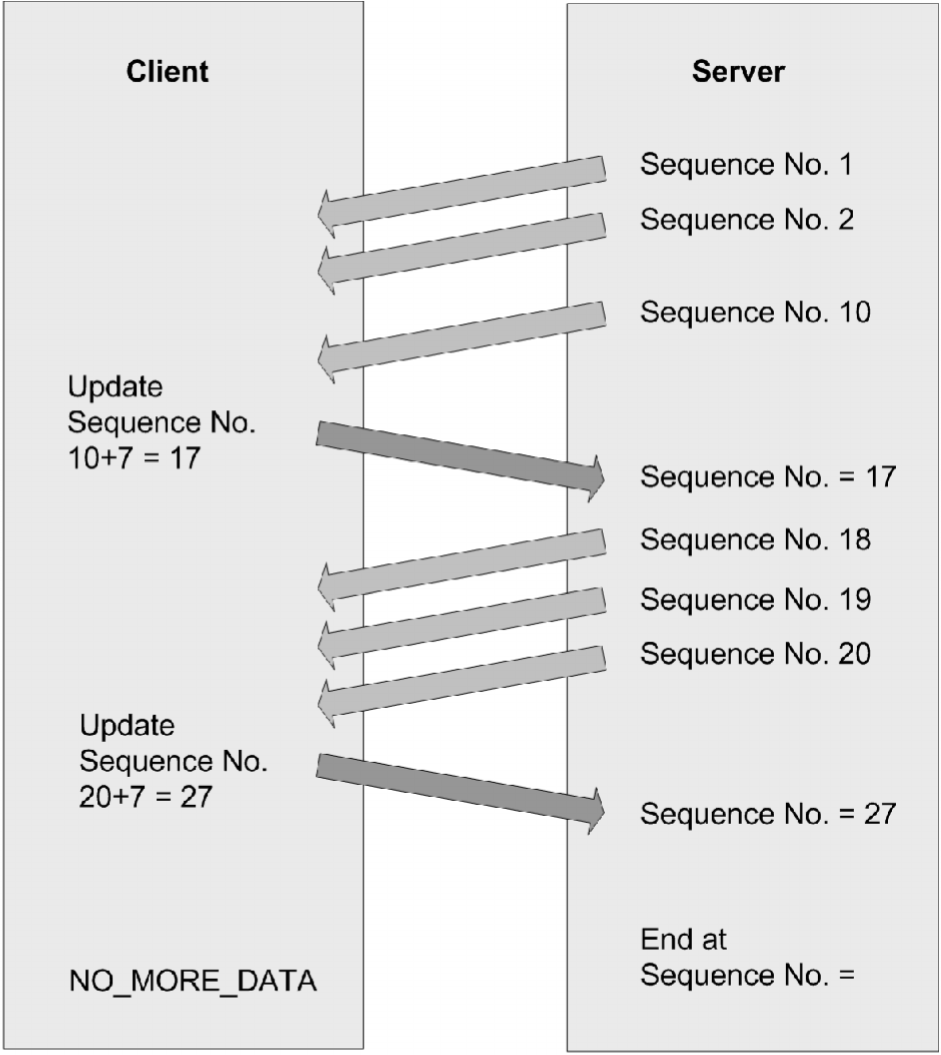 Client
Server
Sequence No. 1
Sequence No. 2
Sequence No. 10
Update
Sequence No.
10+7 = 17
Sequence No. = 17
Sequence No. 18
Sequence No. 19
Sequence No. 20
Update
Sequence No.
20+7 = 27
Sequence No. = 27
End at
Sequence No. =
NO_MORE_DATA